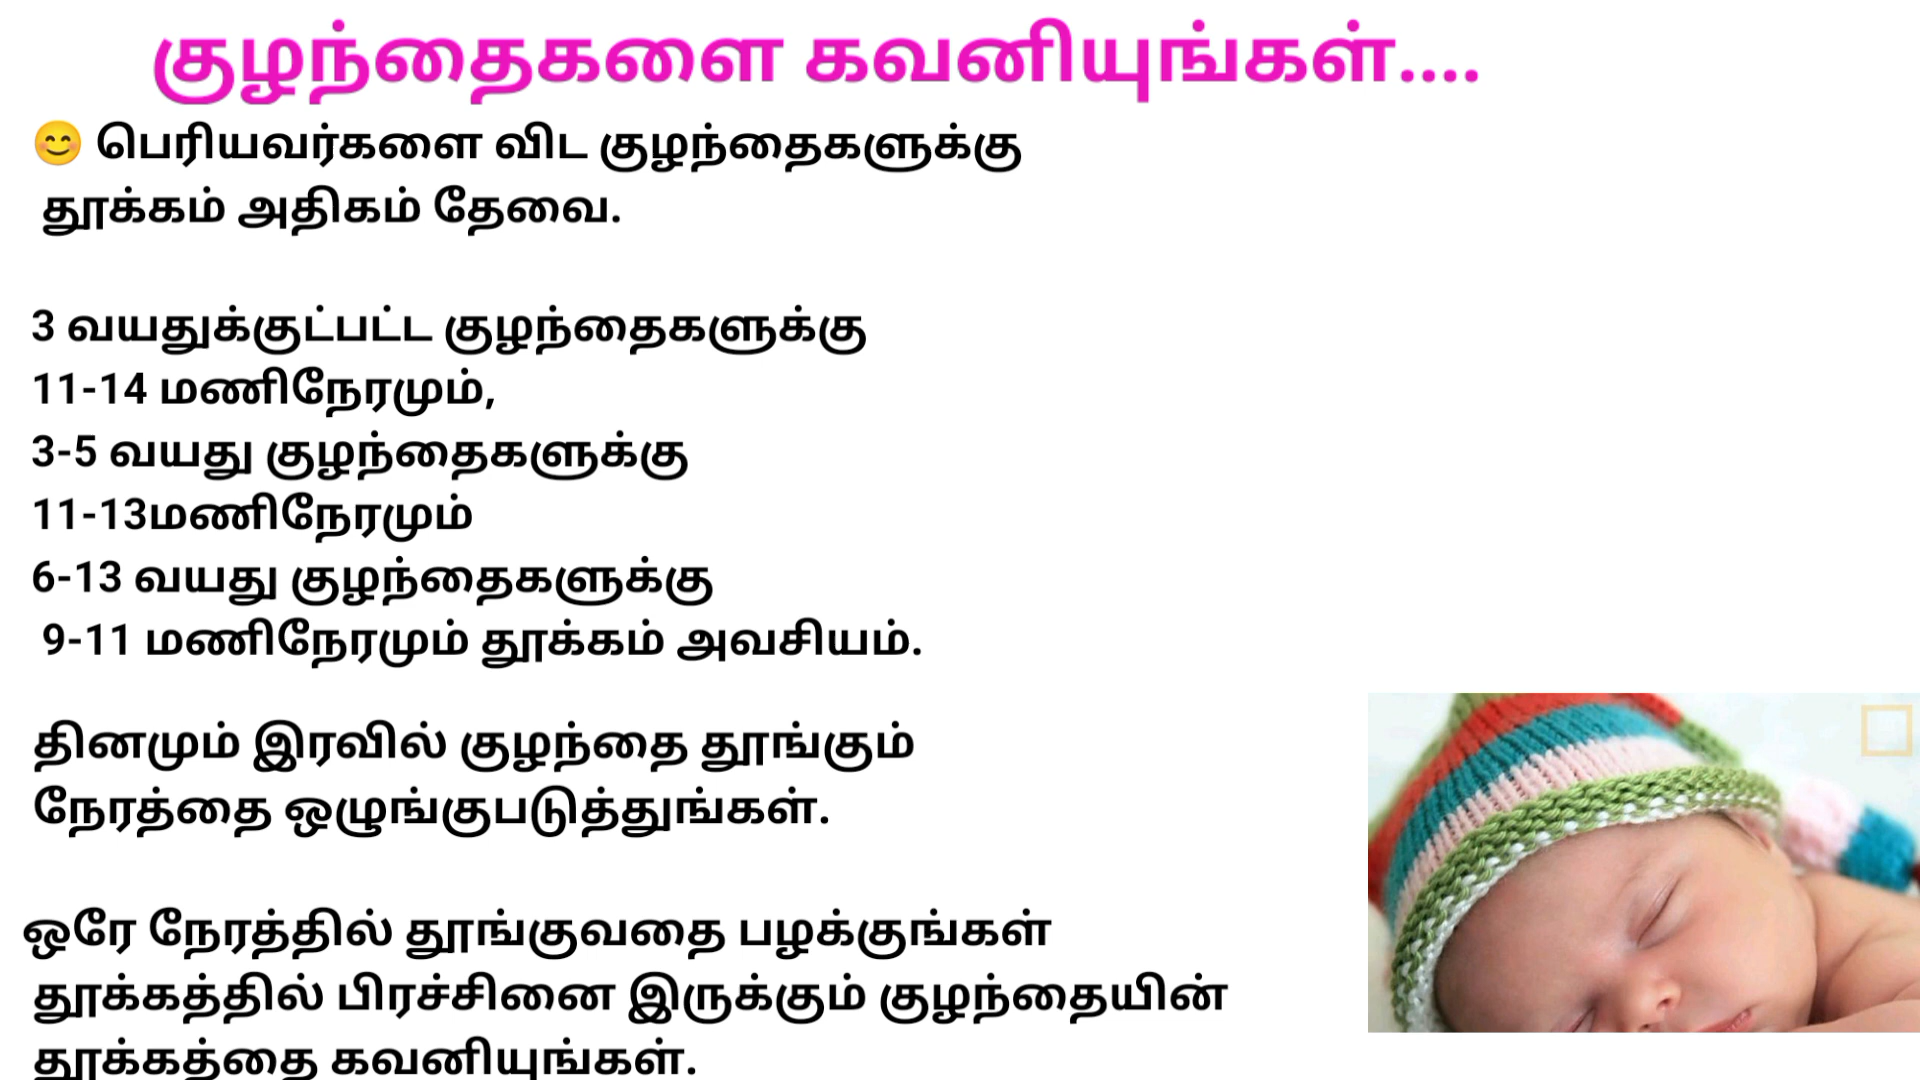 குழந்தைகளை கவனியுங்கள்....
😊 பெரியவர்களை விட குழந்தைகளுக்கு
தூக்கம் அதிகம் தேவை.
3 வயதுக்குட்பட்ட குழந்தைகளுக்கு
11-14 மணிநேரமும்,
3-5 வயது குழந்தைகளுக்கு
11-13மணிநேரமும்
6-13 வயது குழந்தைகளுக்கு
9-11 மணிநேரமும் தூக்கம் அவசியம்.
தினமும் இரவில் குழந்தை தூங்கும்
நேரத்தை ஒழுங்குபடுத்துங்கள்.
ஒரே நேரத்தில் தூங்குவதை பழக்குங்கள்
தூக்கத்தில் பிரச்சினை இருக்கும் குழந்தையின்
தூக்கத்தை கவனியுங்கள்.